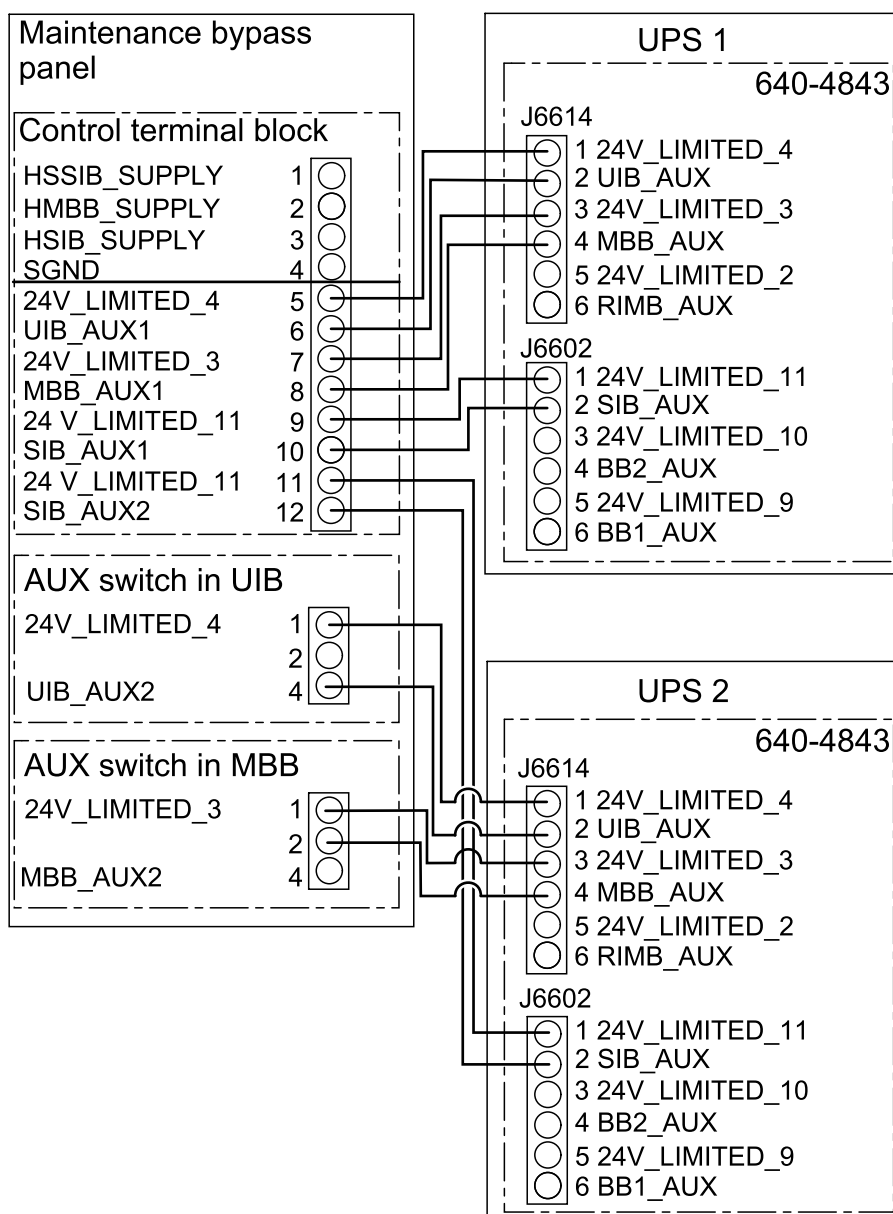 Maintenance bypass
panel
Control terminal block
HSSIB_SUPPLY 1
HMBB_SUPPLY 2
HSIB_SUPPLY 3
SGND 4
24V_LIMITED_4 5
UIB_AUX1 6
24V_LIMITED_3 7
MBB_AUX1 8
24 V_LIMITED_11 9
SIB_AUX1 10
24 V_LIMITED_11 11
SIB_AUX2 12
AUX switch in UIB
24V_LIMITED_4 1
2
UIB_AUX2 4
AUX switch in MBB
24V_LIMITED_3 1
2
MBB_AUX2 4
UPS 1
640-4843
J6614
1 24V_LIMITED_4
2 UIB_AUX
3 24V_LIMITED_3
4 MBB_AUX
5 24V_LIMITED_2
6 RIMB_AUX
J6602
1 24V_LIMITED_11
2 SIB_AUX
3 24V_LIMITED_10
4 BB2_AUX
5 24V_LIMITED_9
6 BB1_AUX
UPS 2
640-4843
J6614
1 24V_LIMITED_4
2 UIB_AUX
3 24V_LIMITED_3
4 MBB_AUX
5 24V_LIMITED_2
6 RIMB_AUX
J6602
1 24V_LIMITED_11
2 SIB_AUX
3 24V_LIMITED_10
4 BB2_AUX
5 24V_LIMITED_9
6 BB1_AUX